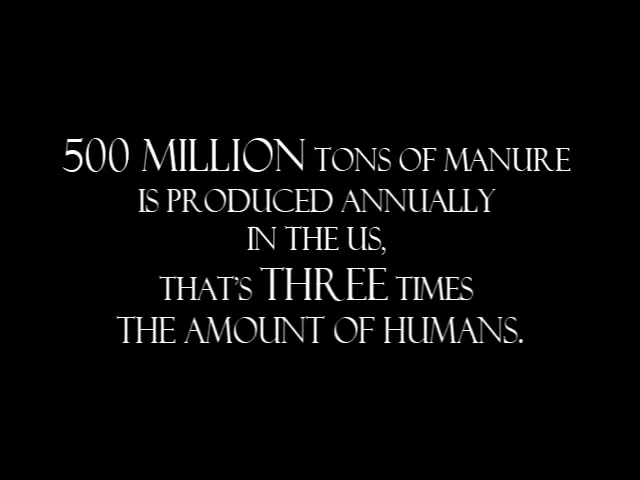 500 MILLION TONS OF MANURE
IS PRODUCED ANNUALLY
IN THE US,
THAT'S THREE TIMES
THE AMOUNT OF HUMANS.